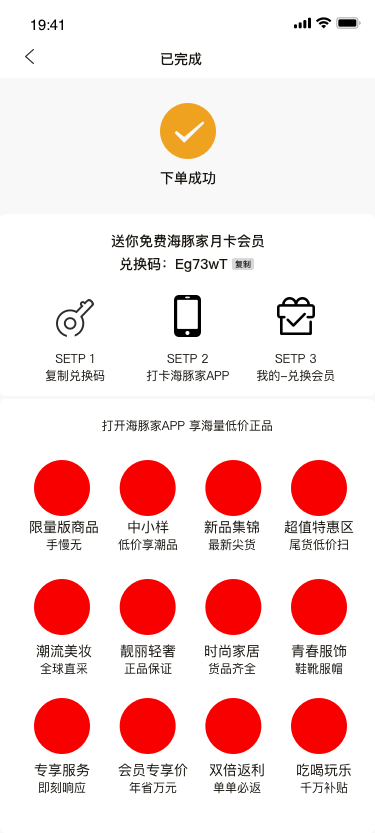 19:41
已完成
下单成功
送你免费海豚家月卡会员
兑换码：Eg73wT 复制
SETP 1 SETP 2 SETP 3
复制兑换码 打卡海豚家APP 我的-兑换会员
打开海豚家APP 享海量低价正品
限量版商品 中小样 新品集锦 超值特惠区
手慢无 低价享潮品 最新尖货 尾货低价扫
潮流美妆 靓丽轻奢 时尚家居 青春服饰
全球直采 正品保证 货品齐全 鞋靴服帽
专享服务 会员专享价 双倍返利 吃喝玩乐
即刻响应 年省万元 单单必返 千万补贴